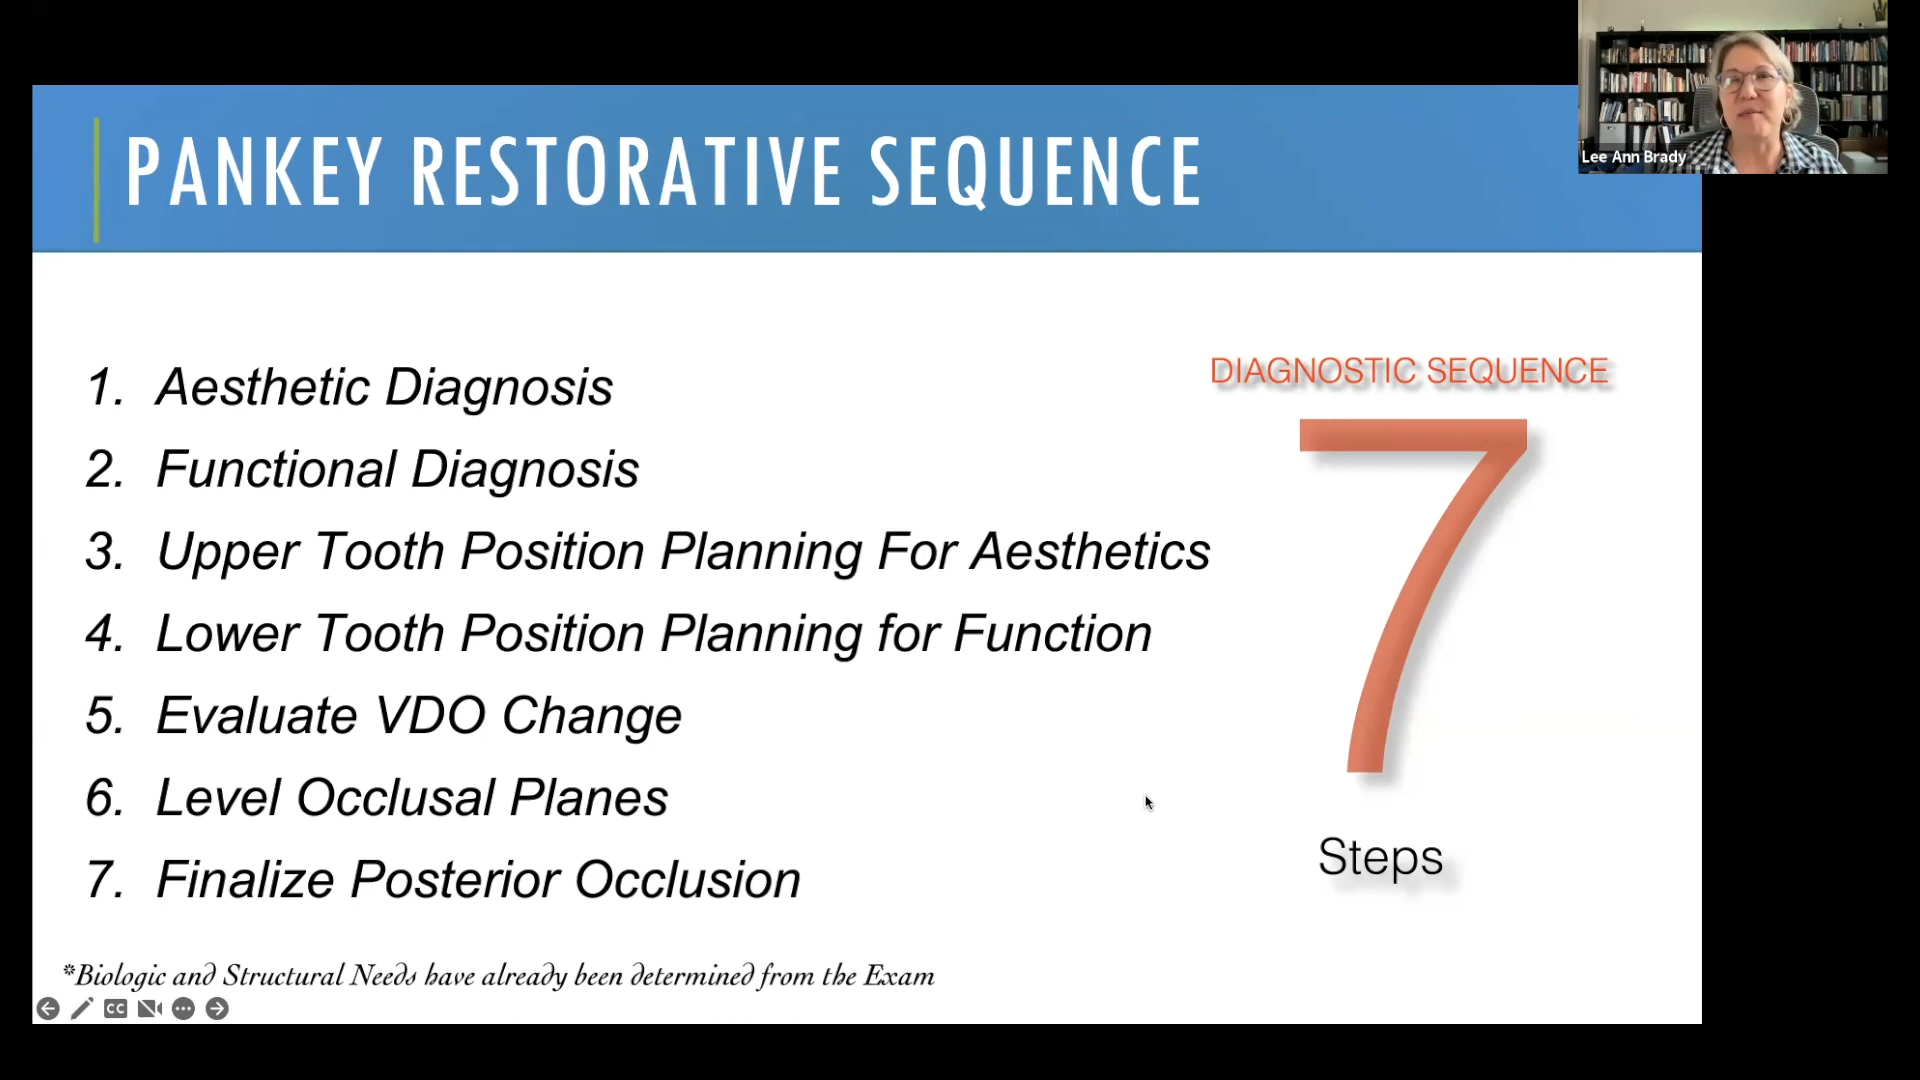 PANKEY RESTORATIVE SEQUENCE
Lee Ann Brady
DIAGNOSTIC SEQUENCE
7
Steps
1. Aesthetic Diagnosis
2. Functional Diagnosis
3. Upper Tooth Position Planning For Aesthetics
4. Lower Tooth Position Planning for Function
5. Evaluate VDO Change
6. Level Occlusal Planes
7. Finalize Posterior Occlusion
*Biologic and Structural Needs have already been determined from the Exam
CC